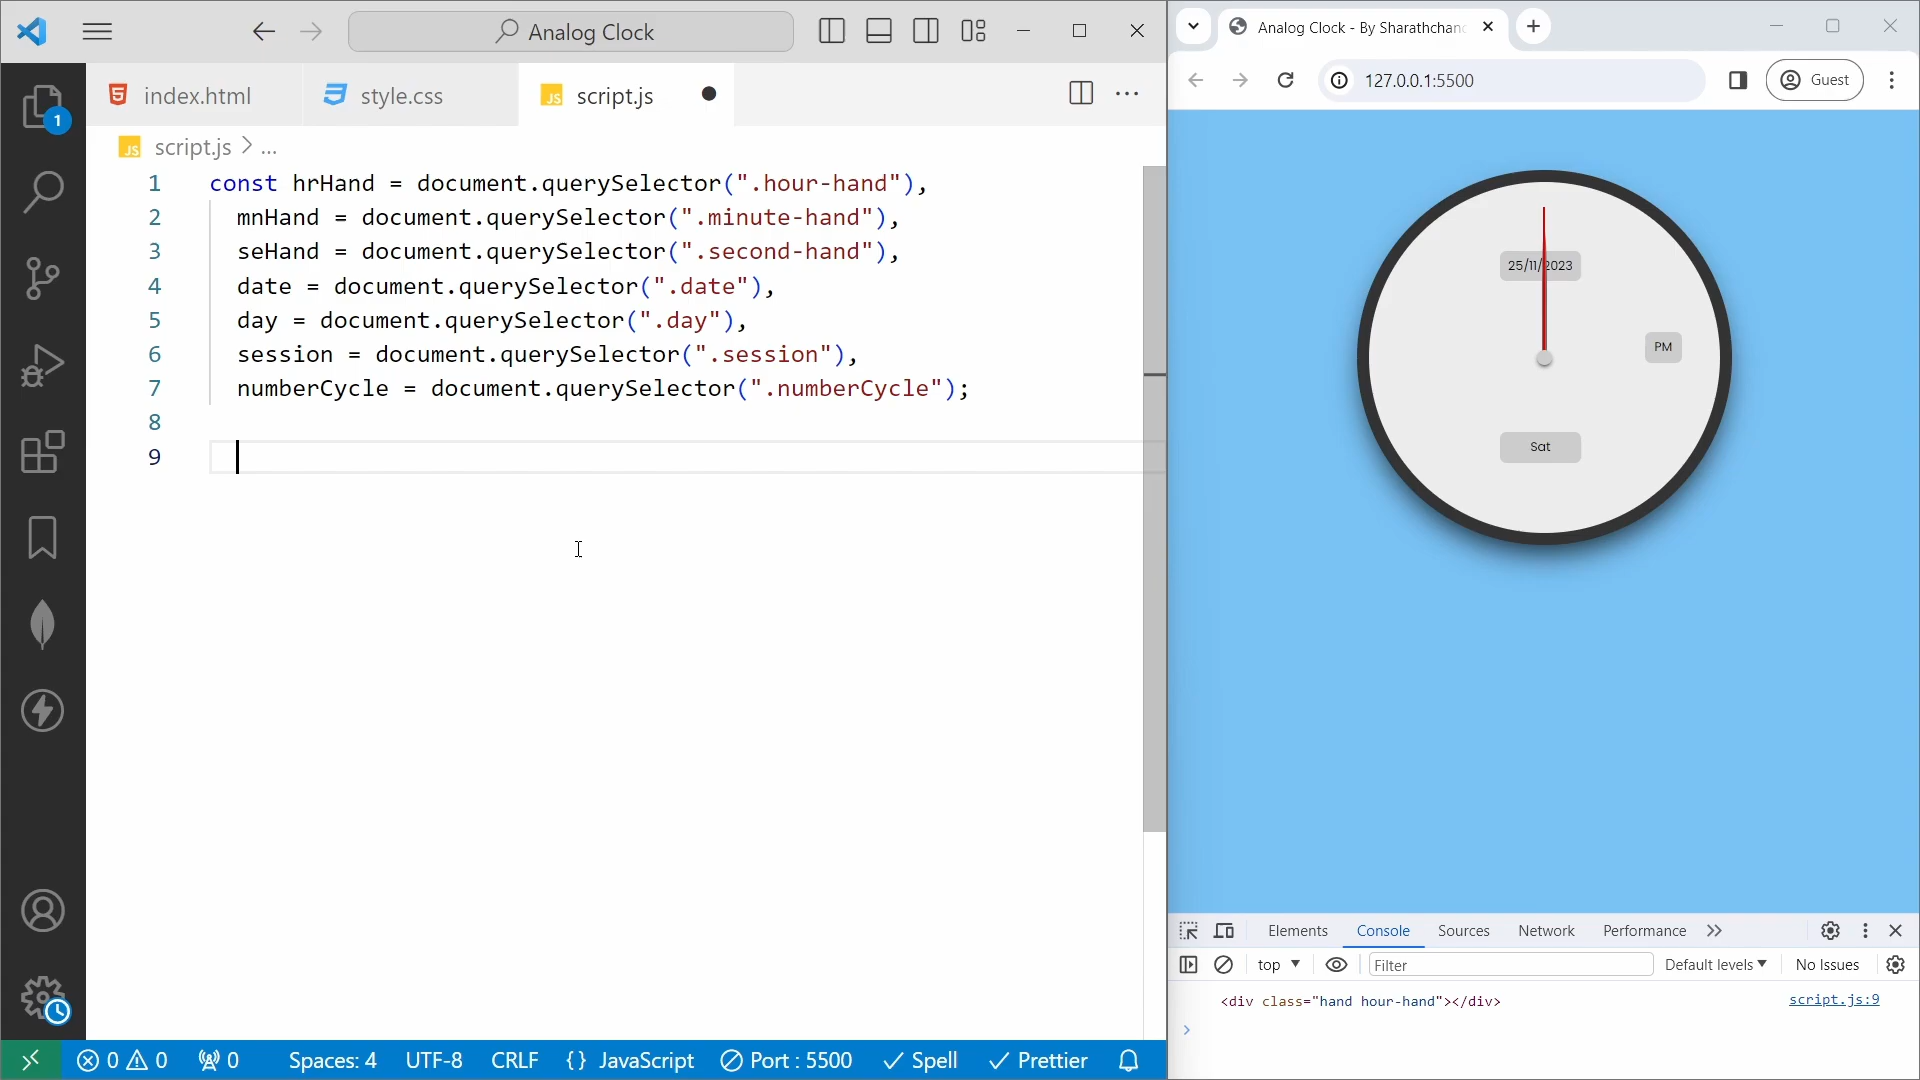 Analog Clock
index.html
style.css
script.js
script.js > ...
1 const hrHand = document.querySelector(".hour-hand"),
2 mnHand = document.querySelector(".minute-hand"),
3 seHand = document.querySelector(".second-hand"),
4 date = document.querySelector(".date"),
5 day = document.querySelector(".day"),
6 session = document.querySelector(".session"),
7 numberCycle = document.querySelector(".numberCycle");
8
9
1
0 0 0 Spaces: 4 UTF-8 CRLF {} JavaScript Port : 5500 Spell Prettier
Analog Clock - By Sharathchan
127.0.0.1:5500
Guest
25/11/2023
PM
Sat
Elements Console Sources Network Performance
top Filter Default levels No Issues
<div class="hand hour-hand"></div> script.js:9